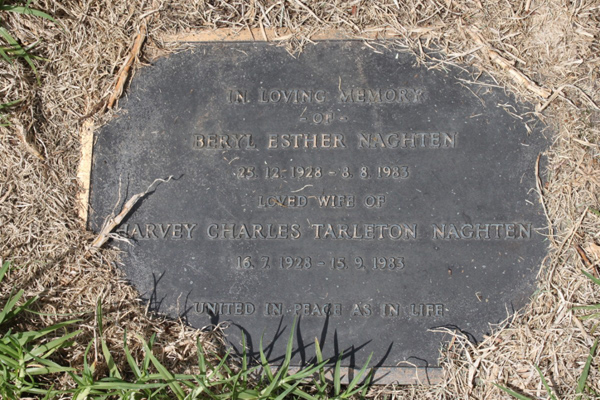 IN LOVING MEMORY
- OF -
BERYL ESTHER NAGHTEN
25.12.1928 - 8.8.1983
LOVED WIFE OF
HARVEY CHARLES TARLETON NAGHTEN
16.7.1928 - 15.9.1983
UNITED IN PEACE AS IN LIFE